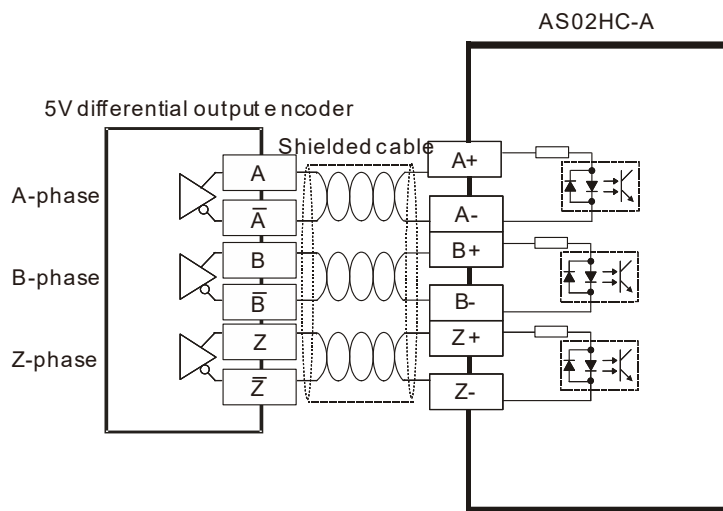 AS02HC-A
5V differential output encoder
Shielded cable
A-phase
A
A̅
A+
A-
B-phase
B
B̅
B+
B-
Z-phase
Z
Z̅
Z+
Z-